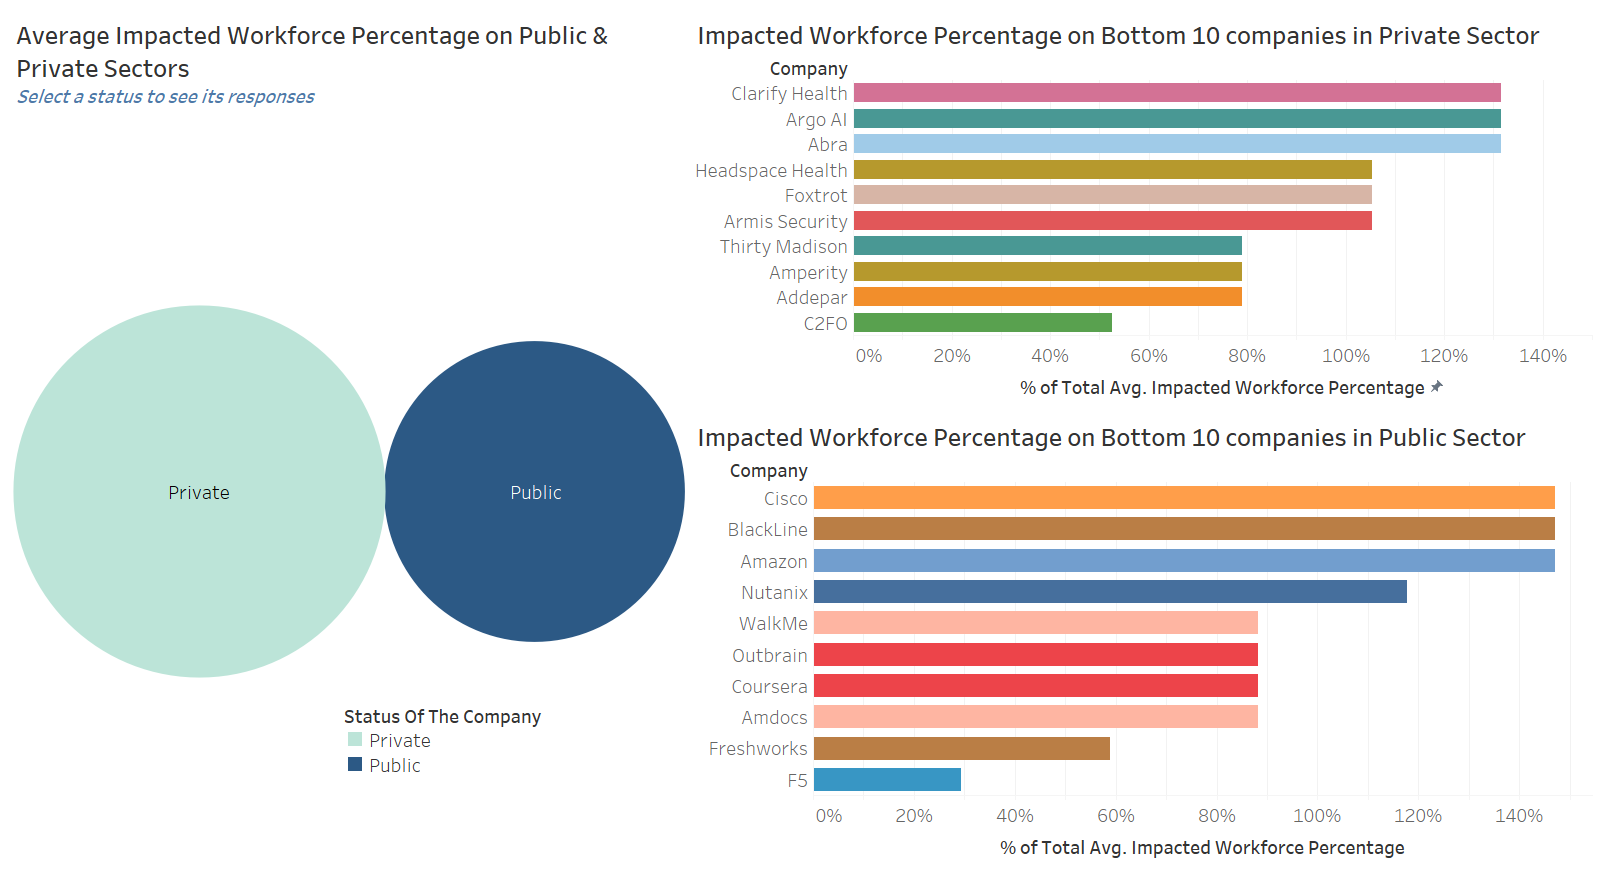 Average Impacted Workforce Percentage on Public &
Private Sectors
Select a status to see its responses
Private
Public
Status Of The Company
Private
Public
Impacted Workforce Percentage on Bottom 10 companies in Private Sector
Company
Clarify Health
Argo AI
Abra
Headspace Health
Foxtrot
Armis Security
Thirty Madison
Amperity
Addepar
C2FO
0% 20% 40% 60% 80% 100% 120% 140%
% of Total Avg. Impacted Workforce Percentage
Impacted Workforce Percentage on Bottom 10 companies in Public Sector
Company
Cisco
BlackLine
Amazon
Nutanix
WalkMe
Outbrain
Coursera
Amdocs
Freshworks
F5
0% 20% 40% 60% 80% 100% 120% 140%
% of Total Avg. Impacted Workforce Percentage